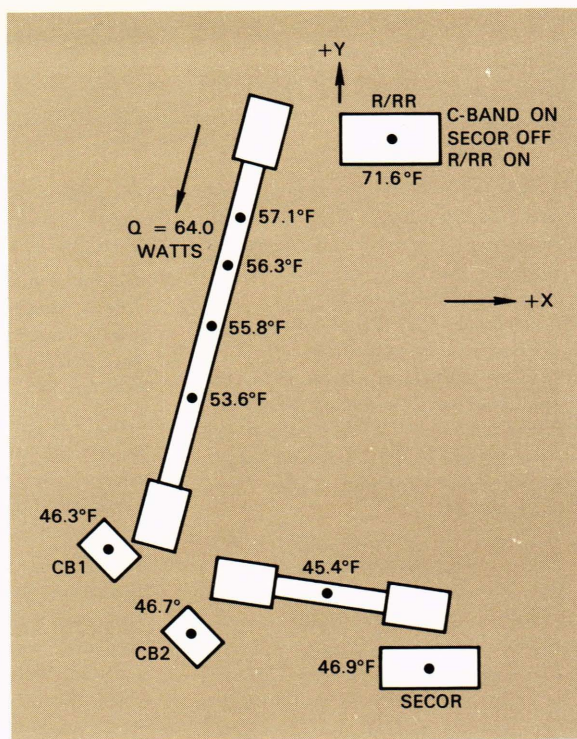 +Y
R/RR
C-BAND ON
SECOR OFF
R/RR ON
71.6°F
Q = 64.0
WATTS
57.1°F
56.3°F
55.8°F
53.6°F
+X
46.3°F
CB1
46.7°
CB2
45.4°F
46.9°F
SECOR